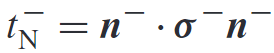 t_N^- = n^- · σ^- n^-